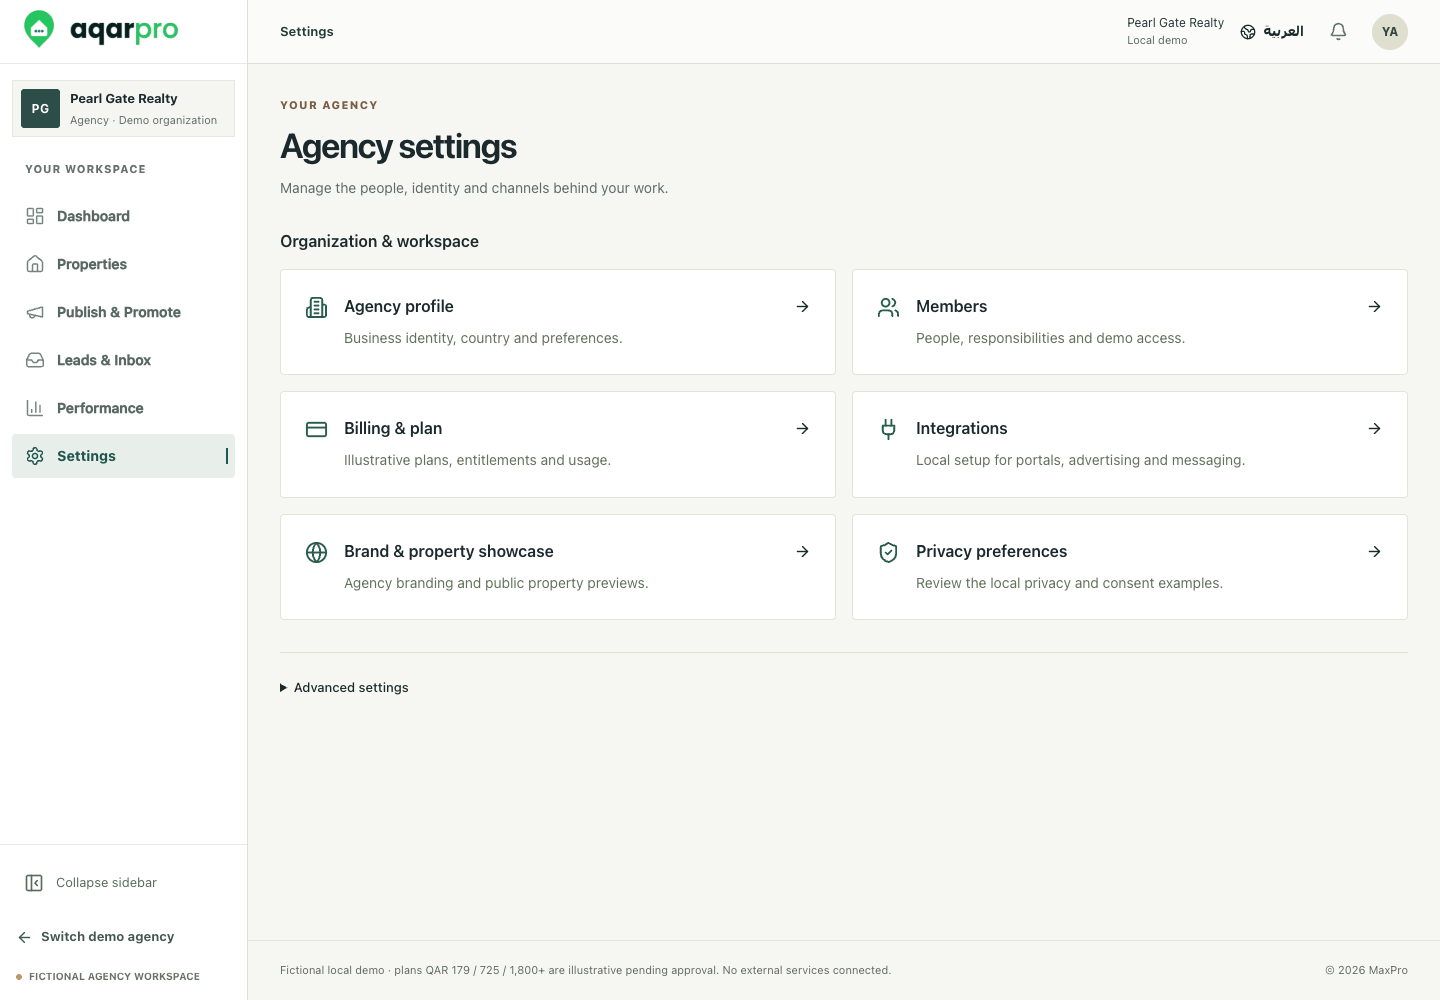 aqarpro
Settings
Pearl Gate Realty
Local demo
العربية
YA
PG
Pearl Gate Realty
Agency · Demo organization
YOUR WORKSPACE
Dashboard
Properties
Publish & Promote
Leads & Inbox
Performance
Settings
Collapse sidebar
Switch demo agency
FICTIONAL AGENCY WORKSPACE
YOUR AGENCY
Agency settings
Manage the people, identity and channels behind your work.
Organization & workspace
Agency profile
Business identity, country and preferences.
Members
People, responsibilities and demo access.
Billing & plan
Illustrative plans, entitlements and usage.
Integrations
Local setup for portals, advertising and messaging.
Brand & property showcase
Agency branding and public property previews.
Privacy preferences
Review the local privacy and consent examples.
Advanced settings
Fictional local demo · plans QAR 179 / 725 / 1,800+ are illustrative pending approval. No external services connected.
© 2026 MaxPro